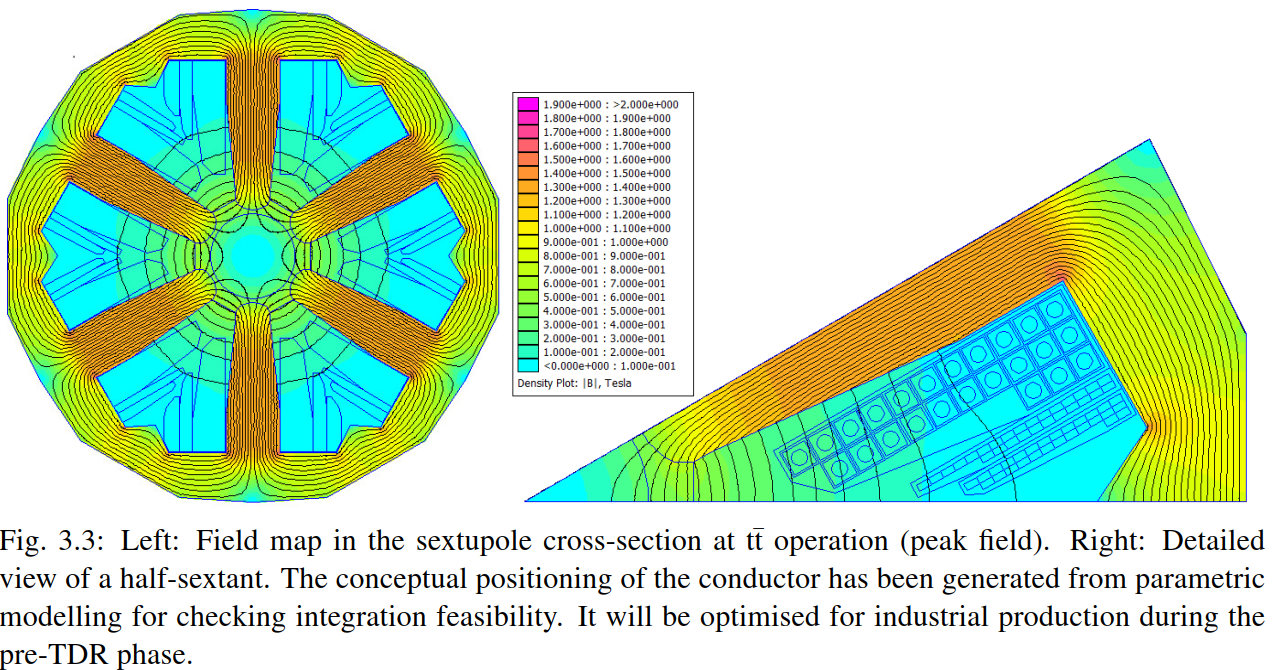 1.900e+000 : >2.000e+000
1.800e+000 : 1.900e+000
1.700e+000 : 1.800e+000
1.600e+000 : 1.700e+000
1.500e+000 : 1.600e+000
1.400e+000 : 1.500e+000
1.300e+000 : 1.400e+000
1.200e+000 : 1.300e+000
1.100e+000 : 1.200e+000
1.000e+000 : 1.100e+000
9.000e-001 : 1.000e+000
8.000e-001 : 9.000e-001
7.000e-001 : 8.000e-001
6.000e-001 : 7.000e-001
5.000e-001 : 6.000e-001
4.000e-001 : 5.000e-001
3.000e-001 : 4.000e-001
2.000e-001 : 3.000e-001
1.000e-001 : 2.000e-001
<0.000e+000 : 1.000e-001
Density Plot: |B|, Tesla
Fig. 3.3: Left: Field map in the sextupole cross-section at tt̄ operation (peak field). Right: Detailed
view of a half-sextant. The conceptual positioning of the conductor has been generated from parametric
modelling for checking integration feasibility. It will be optimised for industrial production during the
pre-TDR phase.